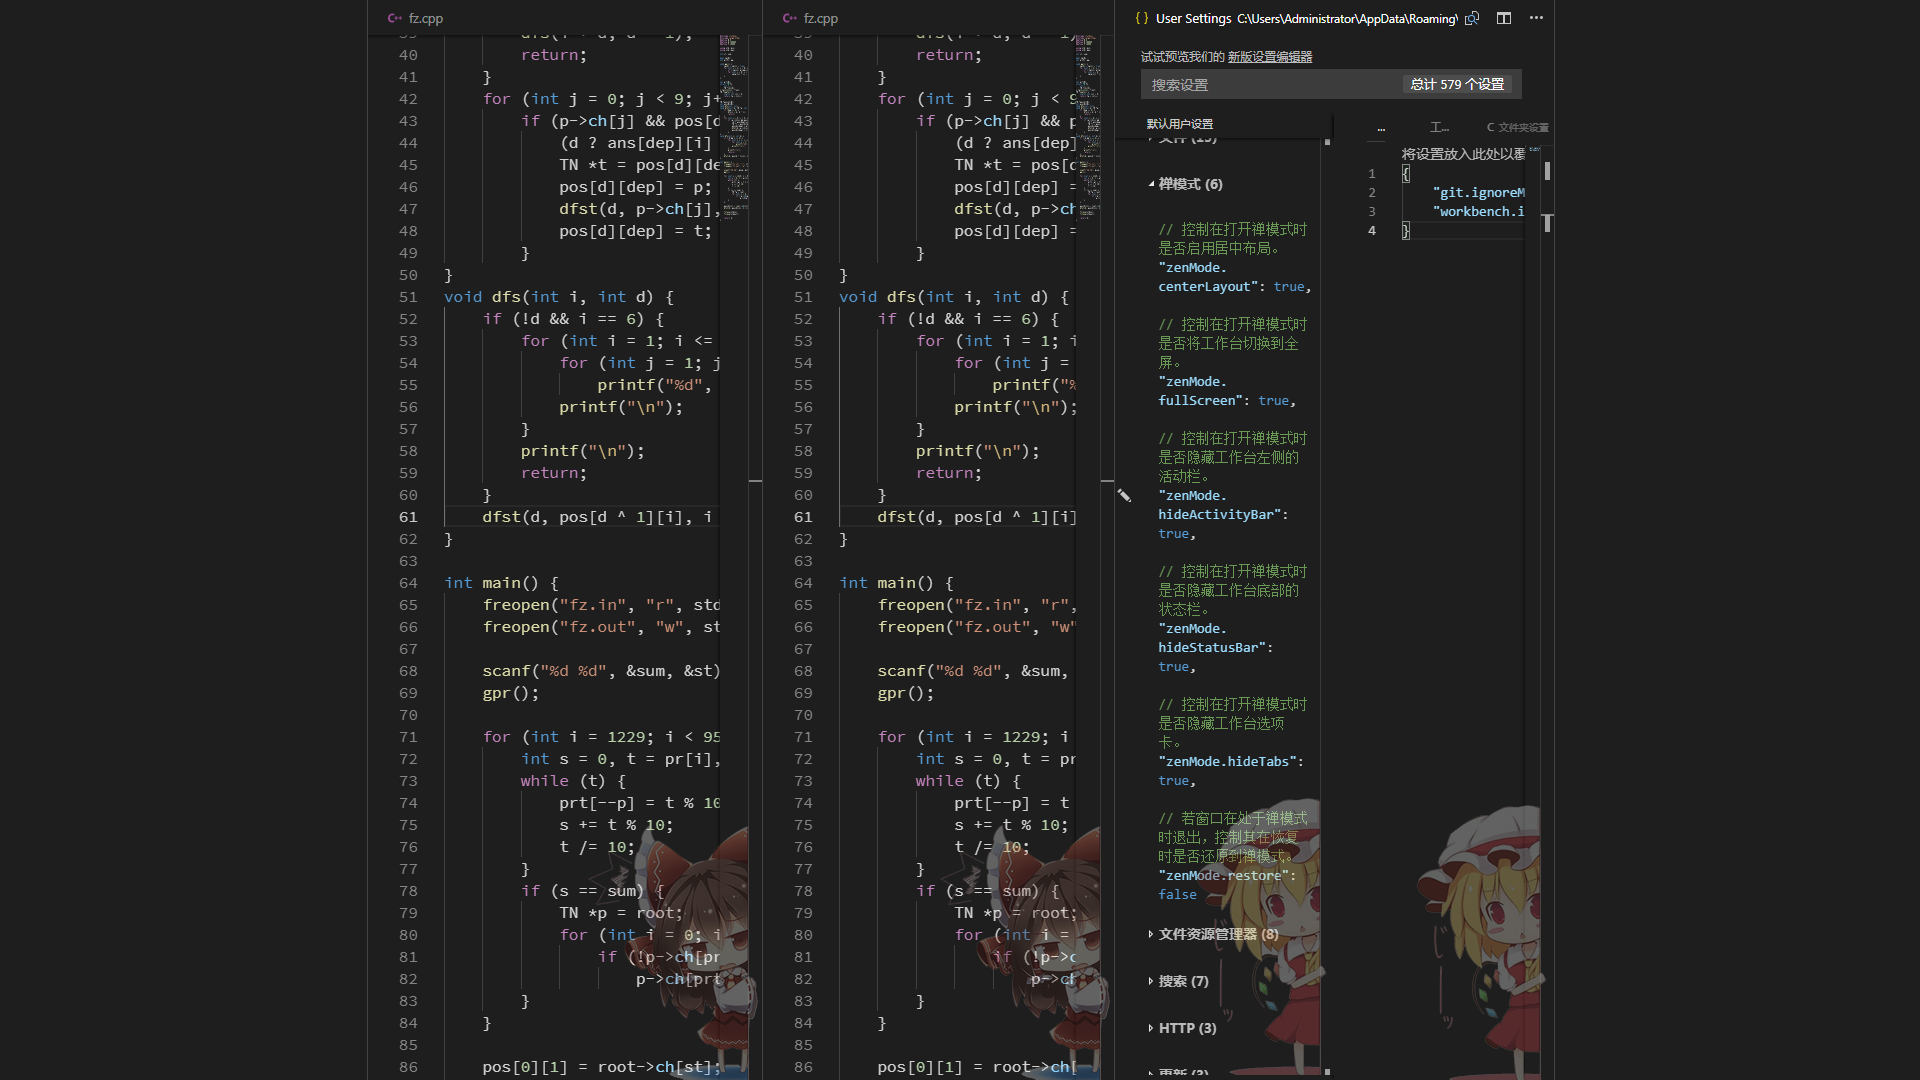 fz.cpp
40 return;
41 }
42 for (int j = 0; j < 9; j+
43 if (p->ch[j] && pos[d
44 (d ? ans[dep][i]
45 TN *t = pos[d][de
46 pos[d][dep] = p;
47 dfst(d, p->ch[j],
48 pos[d][dep] = t;
49 }
50 }
51 void dfs(int i, int d) {
52 if (!d && i == 6) {
53 for (int i = 1; i <=
54 for (int j = 1; j
55 printf("%d",
56 printf("\n");
57 }
58 printf("\n");
59 return;
60 }
61 dfst(d, pos[d ^ 1][i], i
62 }
63
64 int main() {
65 freopen("fz.in", "r", std
66 freopen("fz.out", "w", st
67
68 scanf("%d %d", &sum, &st)
69 gpr();
70
71 for (int i = 1229; i < 95
72 int s = 0, t = pr[i],
73 while (t) {
74 prt[--p] = t % 10
75 s += t % 10;
76 t /= 10;
77 }
78 if (s == sum) {
79 TN *p = root;
80 for (int i = 0; i
81 if (!p->ch[pr
82 p->ch[prt
83 }
84 }
85
86 pos[0][1] = root->ch[st];
fz.cpp
40 return;
41 }
42 for (int j = 0; j < 9
43 if (p->ch[j] && p
44 (d ? ans[dep]
45 TN *t = pos[d
46 pos[d][dep] =
47 dfst(d, p->ch
48 pos[d][dep] =
49 }
50 }
51 void dfs(int i, int d) {
52 if (!d && i == 6) {
53 for (int i = 1; i
54 for (int j =
55 printf("%
56 printf("\n");
57 }
58 printf("\n");
59 return;
60 }
61 dfst(d, pos[d ^ 1][i]
62 }
63
64 int main() {
65 freopen("fz.in", "r",
66 freopen("fz.out", "w"
67
68 scanf("%d %d", &sum,
69 gpr();
70
71 for (int i = 1229; i
72 int s = 0, t = pr
73 while (t) {
74 prt[--p] = t
75 s += t % 10;
76 t /= 10;
77 }
78 if (s == sum) {
79 TN *p = root;
80 for (int i =
81 if (!p->c
82 p->ch
83 }
84 }
85
86 pos[0][1] = root->ch[
{ } User Settings C:\Users\Administrator\AppData\Roaming\
试试预览我们的 新版设置编辑器
搜索设置 总计 579 个设置
默认用户设置
禅模式 (6)
// 控制在打开禅模式时
是否启用居中布局。
"zenMode.
centerLayout": true,
// 控制在打开禅模式时
是否将工作台切换到全
屏。
"zenMode.
fullScreen": true,
// 控制在打开禅模式时
是否隐藏工作台左侧的
活动栏。
"zenMode.
hideActivityBar":
true,
// 控制在打开禅模式时
是否隐藏工作台底部的
状态栏。
"zenMode.
hideStatusBar":
true,
// 控制在打开禅模式时
是否隐藏工作台选项
卡。
"zenMode.hideTabs":
true,
// 若窗口在处于禅模式
时退出，控制其在恢复
时是否还原到禅模式。
"zenMode.restore":
false
文件资源管理器 (8)
搜索 (7)
HTTP (3)
... 工... C 文件夹设置
将设置放入此处以覆
1 {
2 "git.ignoreM
3 "workbench.i
4 }